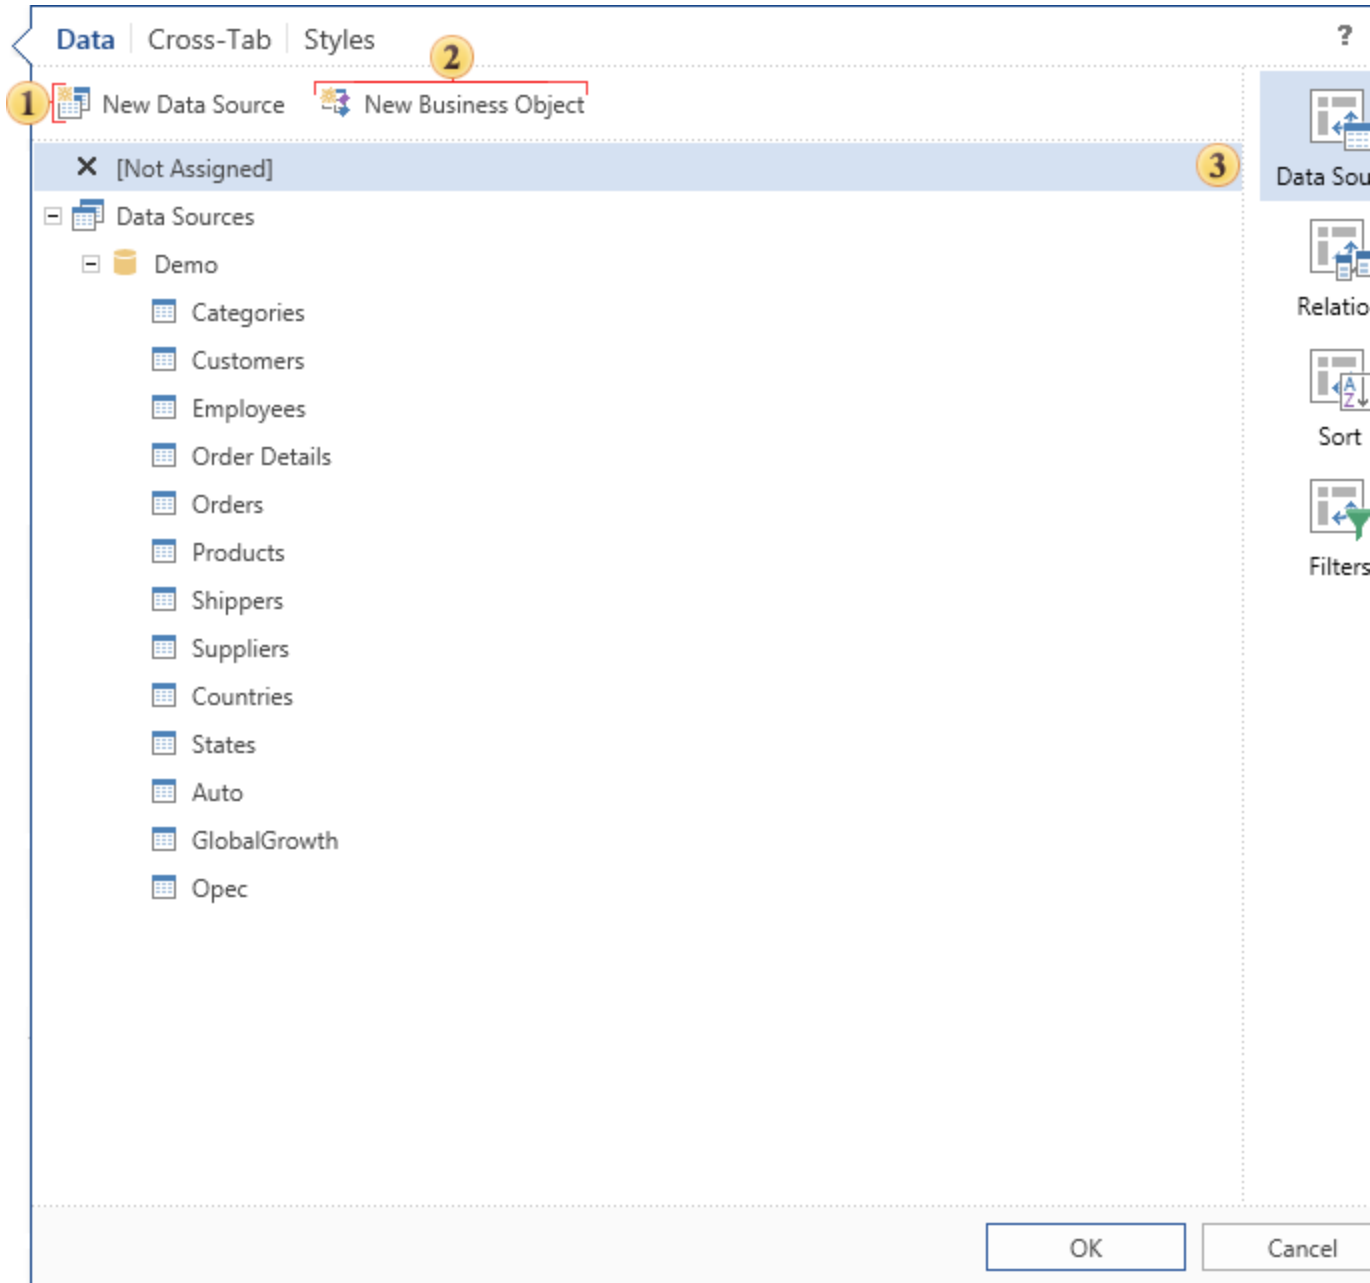 Data Cross-Tab Styles ?
2
1 New Data Source New Business Object
[Not Assigned] 3
Data Sou
Data Sources
Demo
Categories
Relatio
Customers
Employees
Sort
Order Details
Orders
Products
Filters
Shippers
Suppliers
Countries
States
Auto
GlobalGrowth
Opec
OK Cancel